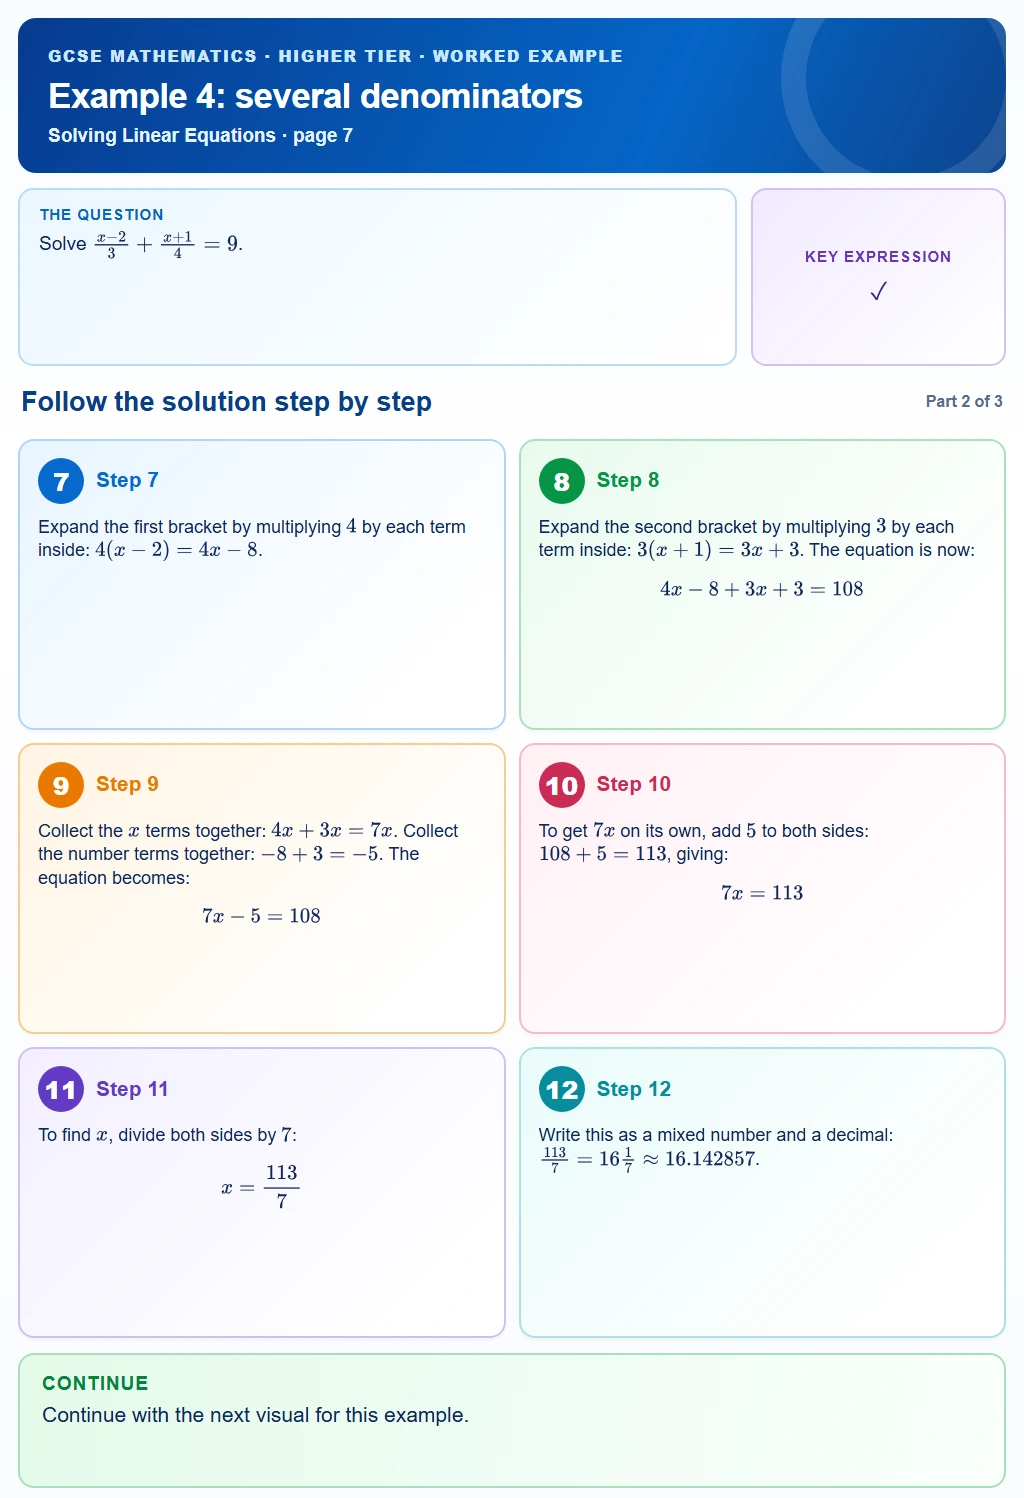 GCSE MATHEMATICS · HIGHER TIER · WORKED EXAMPLE
Example 4: several denominators
Solving Linear Equations · page 7
THE QUESTION
Solve $\frac{x-2}{3} + \frac{x+1}{4} = 9$.
KEY EXPRESSION
✓
Follow the solution step by step
Part 2 of 3
7 Step 7
Expand the first bracket by multiplying 4 by each term
inside: $4(x - 2) = 4x - 8$.
8 Step 8
Expand the second bracket by multiplying 3 by each
term inside: $3(x + 1) = 3x + 3$. The equation is now:
$4x - 8 + 3x + 3 = 108$
9 Step 9
Collect the $x$ terms together: $4x + 3x = 7x$. Collect
the number terms together: $-8 + 3 = -5$. The
equation becomes:
$7x - 5 = 108$
10 Step 10
To get $7x$ on its own, add 5 to both sides:
$108 + 5 = 113$, giving:
$7x = 113$
11 Step 11
To find $x$, divide both sides by 7:
$x = \frac{113}{7}$
12 Step 12
Write this as a mixed number and a decimal:
$\frac{113}{7} = 16\frac{1}{7} \approx 16.142857$.
CONTINUE
Continue with the next visual for this example.